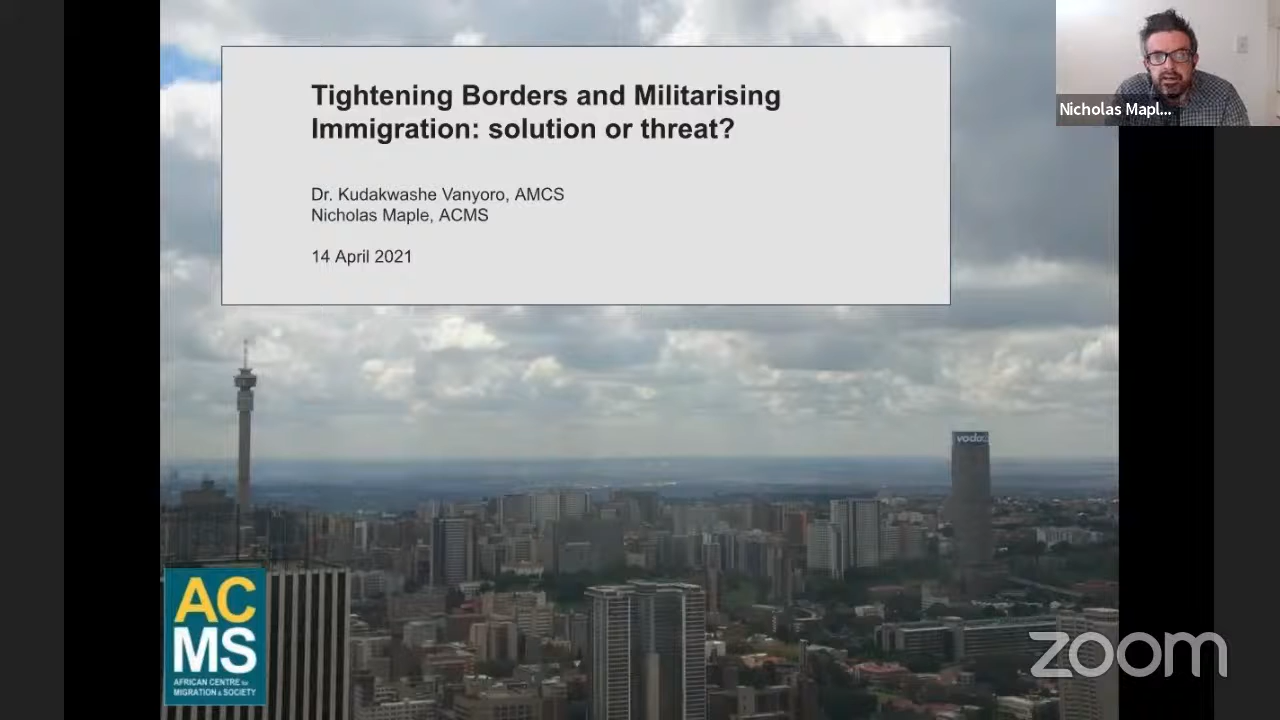 Tightening Borders and Militarising
Immigration: solution or threat?
Dr. Kudakwashe Vanyoro, AMCS
Nicholas Maple, ACMS
14 April 2021
Nicholas Mapl...
vodac
AC
MS
AFRICAN CENTRE for
MIGRATION & SOCIETY
zoom